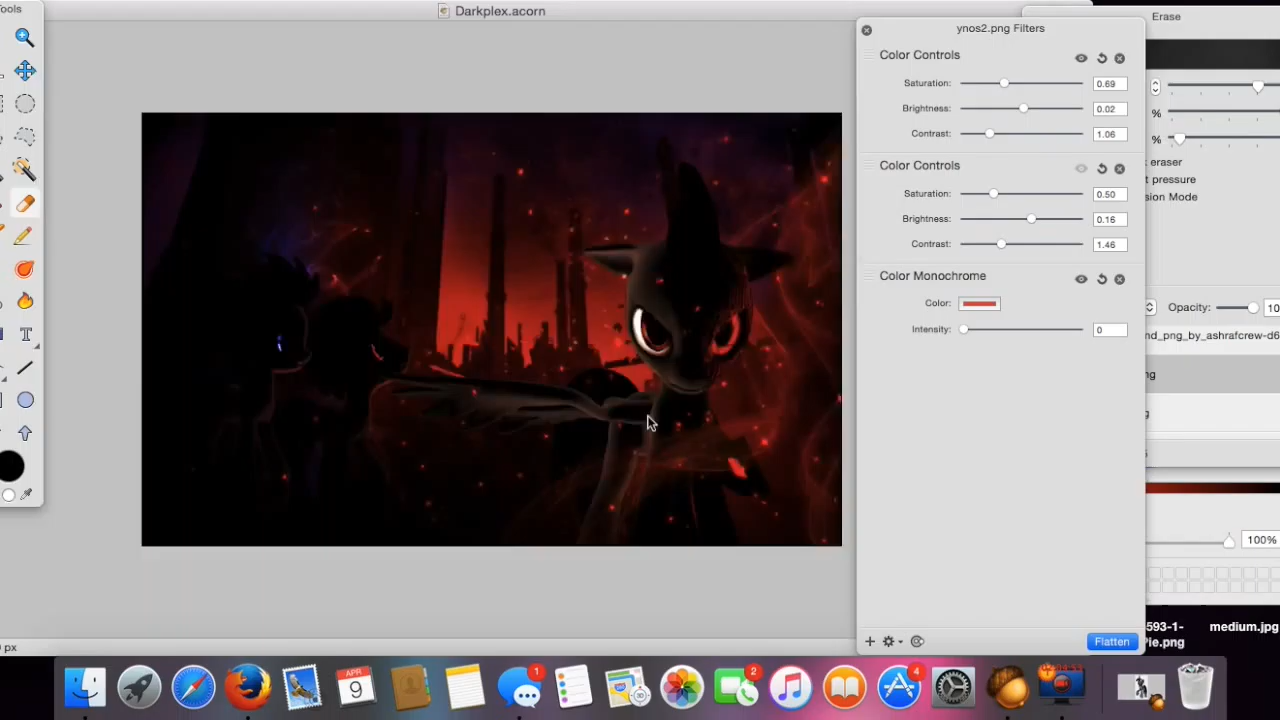 Tools
Darkplex.acorn
ynos2.png Filters
Erase
Color Controls
Saturation: 0.69
Brightness: 0.02
Contrast: 1.06
Color Controls
Saturation: 0.50
Brightness: 0.16
Contrast: 1.46
Color Monochrome
Color:
Intensity: 0
Flatten
%
%
eraser
t pressure
sion Mode
Opacity: 10
nd_png_by_ashrafcrew-d6
ng
100%
593-1-
Pie.png
medium.jpg
T
px
APR
9
1
2
4